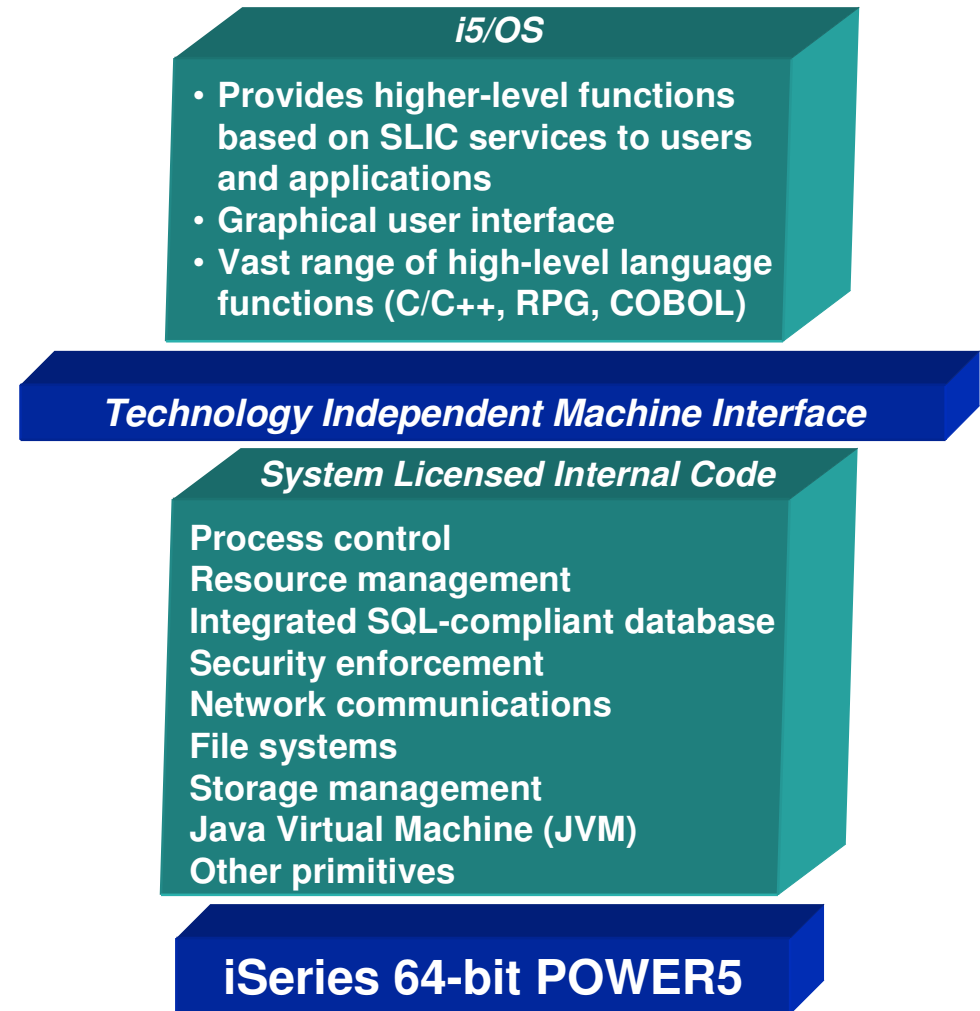 i5/OS
• Provides higher-level functions
based on SLIC services to users
and applications
• Graphical user interface
• Vast range of high-level language
functions (C/C++, RPG, COBOL)
Technology Independent Machine Interface
System Licensed Internal Code
Process control
Resource management
Integrated SQL-compliant database
Security enforcement
Network communications
File systems
Storage management
Java Virtual Machine (JVM)
Other primitives
iSeries 64-bit POWER5